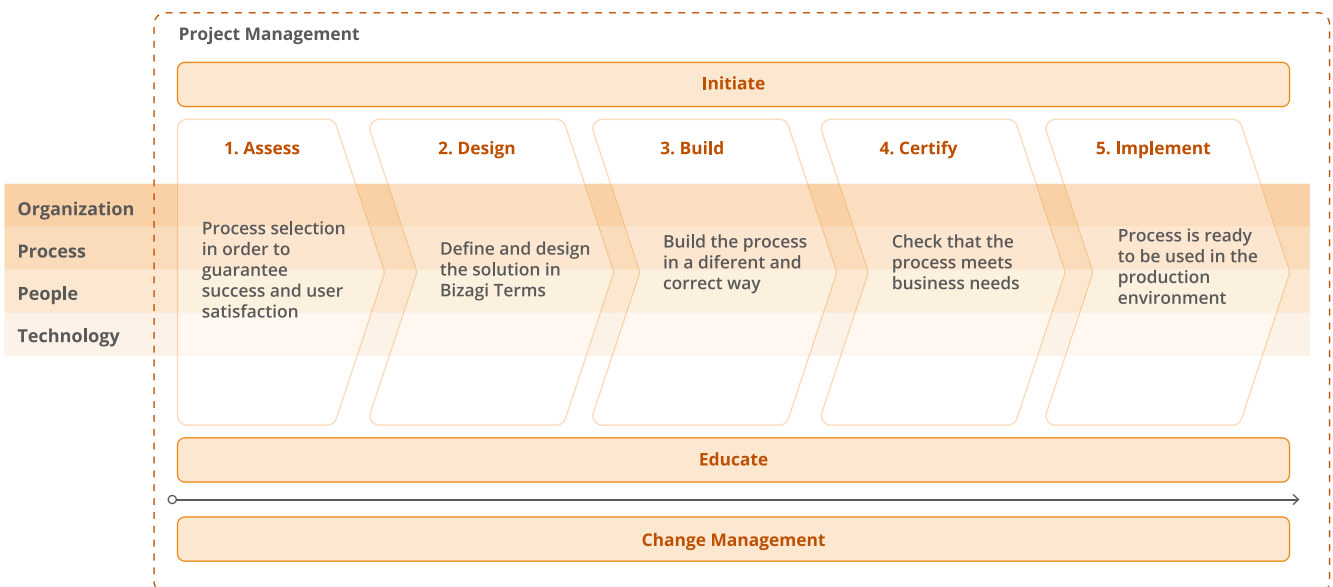 Project Management
Initiate
1. Assess
2. Design
3. Build
4. Certify
5. Implement
Organization
Process
People
Technology
Process selection
in order to
guarantee
success and user
satisfaction
Define and design
the solution in
Bizagi Terms
Build the process
in a diferent and
correct way
Check that the
process meets
business needs
Process is ready
to be used in the
production
environment
Educate
Change Management